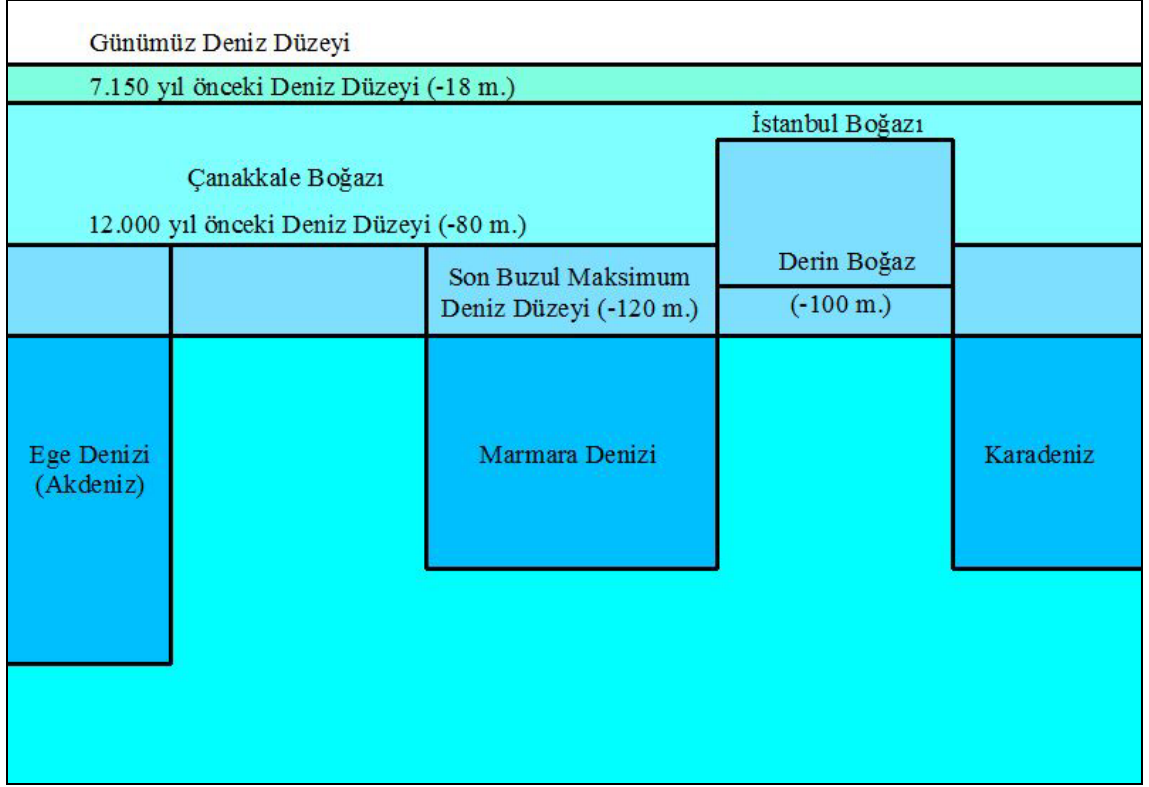 Günümüz Deniz Düzeyi
7.150 yıl önceki Deniz Düzeyi (-18 m.)
İstanbul Boğazı
Çanakkale Boğazı
12.000 yıl önceki Deniz Düzeyi (-80 m.)
Son Buzul Maksimum
Deniz Düzeyi (-120 m.)
Derin Boğaz
(-100 m.)
Ege Denizi
(Akdeniz)
Marmara Denizi
Karadeniz